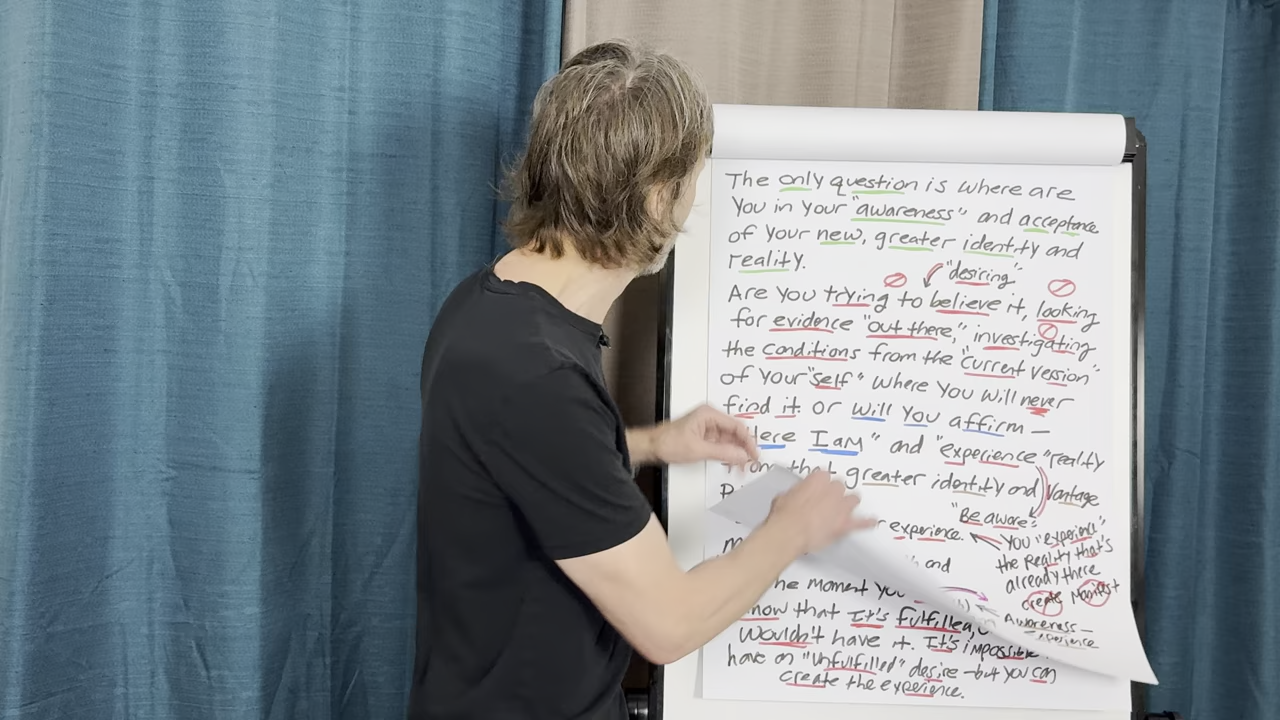 The only question is where are
You in your "awareness" and acceptance
of your new, greater identity and
reality.
"desiring"
Are you trying to believe it, looking
for evidence "out there," investigating
the conditions from the "current version"
of your "self" where you will never
find it. or will you affirm —
Here I am" and "experience" reality
from that greater identity and Vantage
"Be aware"
experience.
You "experience"
the reality that's
already there
create Manifest
and
the moment you
Awareness —
experience
know that It's fulfilled,
wouldn't have it. It's impossible
have an "unfulfilled" desire – but you can
create the experience.